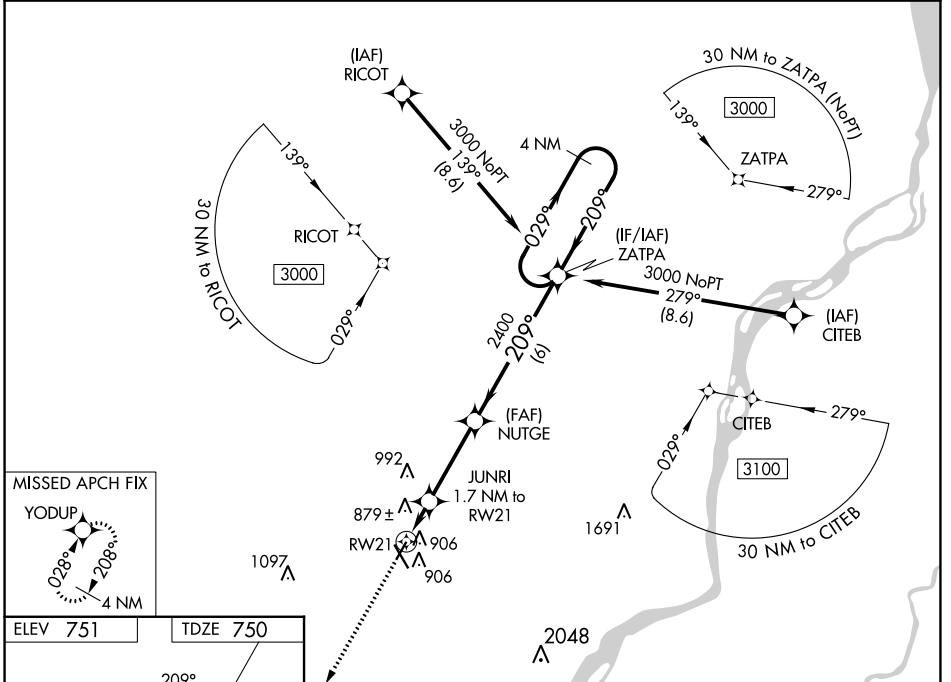 (IAF)
RICOT
3000 NoPT
139°
(8.6)
4 NM
029°
209°
30 NM to ZATPA (NoPT)
3000
139°
ZATPA
279°
139°
RICOT
3000
029°
30 NM to RICOT
(IF/IAF)
ZATPA
3000 NoPT
279°
(8.6)
(IAF)
CITEB
2400
209°
(6)
(FAF)
NUTGE
CITEB
279°
029°
3100
30 NM to CITEB
992
JUNRI
1.7 NM to
RW21
879±
RW21
906
906
1691
1097
2048
MISSED APCH FIX
YODUP
028°
208°
4 NM
ELEV 751
TDZE 750
209°